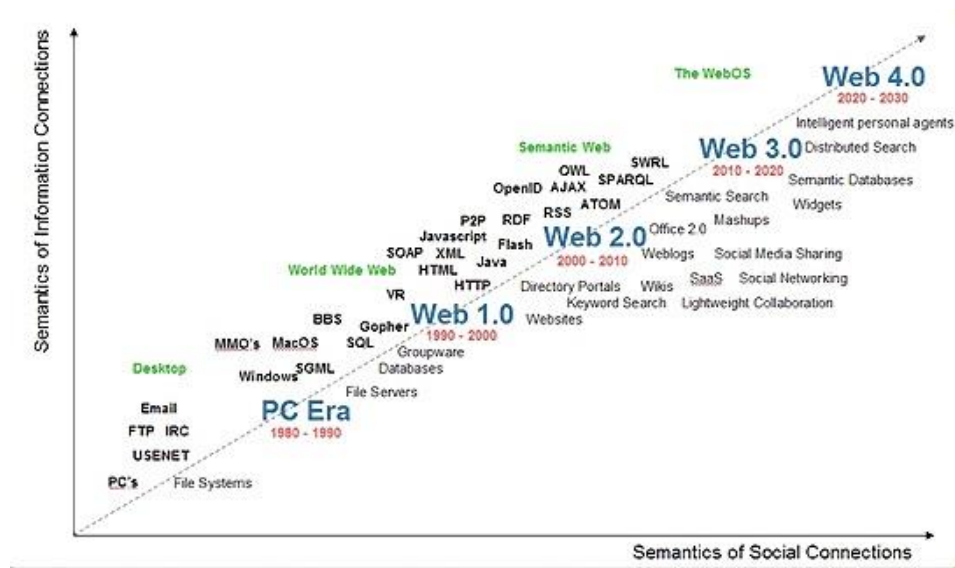 Semantics of Information Connections
The WebOS
Web 4.0
2020 - 2030
Intelligent personal agents
Semantic Web
Web 3.0
Distributed Search
2010 - 2020
SWRL
OWL
SPARQL
Semantic Databases
OpenID
AJAX
Semantic Search
ATOM
Widgets
P2P
RDF
RSS
Mashups
Javascript
Flash
Web 2.0
Office 2.0
SOAP
XML
Java
2000 - 2010
Weblogs
Social Media Sharing
World Wide Web
HTML
HTTP
Directory Portals
Wikis
SaaS
Social Networking
VR
Keyword Search
Lightweight Collaboration
Web 1.0
Websites
BBS
Gopher
1990 - 2000
MMO's
MacOS
SQL
Groupware
Desktop
Windows
SGML
Databases
File Servers
Email
PC Era
1980 - 1990
FTP
IRC
USENET
PC's
File Systems
Semantics of Social Connections